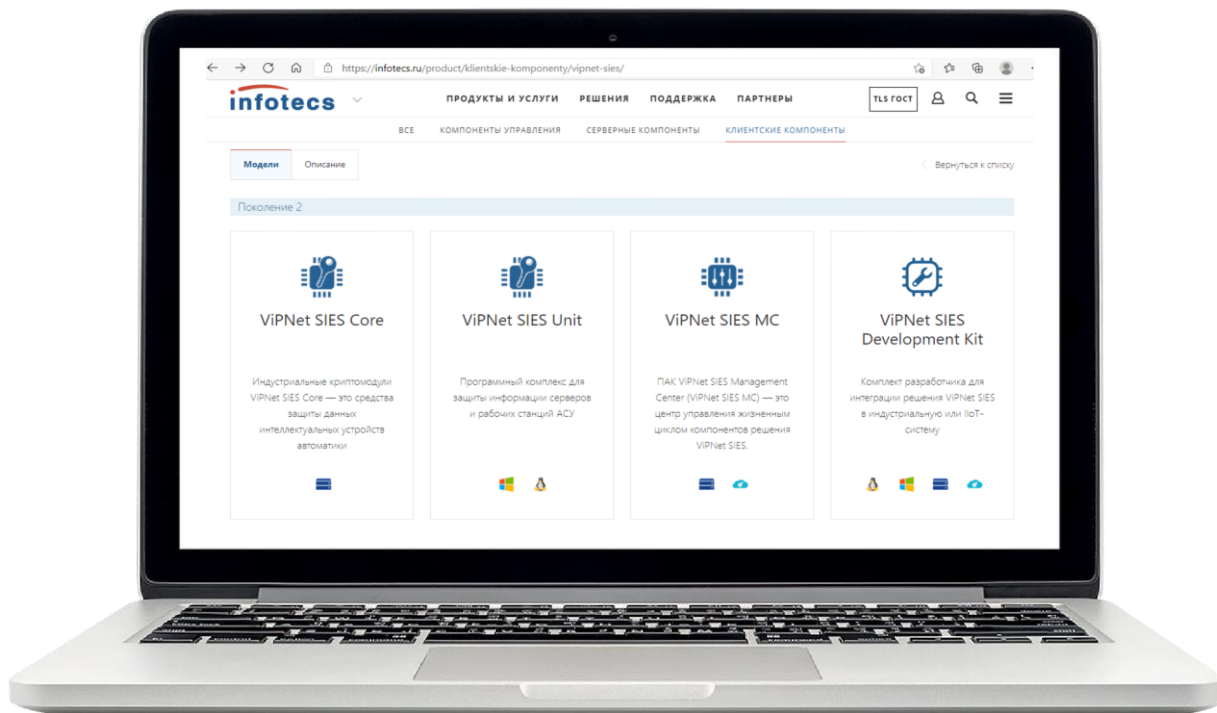 https://infotecs.ru/product/klientskie-komponenty/vipnet-sies/
infotecs
ПРОДУКТЫ И УСЛУГИ РЕШЕНИЯ ПОДДЕРЖКА ПАРТНЕРЫ
TLS ГОСТ
ВСЕ КОМПОНЕНТЫ УПРАВЛЕНИЯ СЕРВЕРНЫЕ КОМПОНЕНТЫ КЛИЕНТСКИЕ КОМПОНЕНТЫ
Модели Описание
Вернуться к списку
Поколение 2
ViPNet SIES Core
Индустриальные криптомодули
ViPNet SIES Core — это средства
защиты данных
интеллектуальных устройств
автоматики
ViPNet SIES Unit
Программный комплекс для
защиты информации серверов
и рабочих станций АСУ
ViPNet SIES MC
ПАК ViPNet SIES Management
Center (ViPNet SIES MC) — это
центр управления жизненным
циклом компонентов решения
ViPNet SIES.
ViPNet SIES
Development Kit
Комплект разработчика для
интеграции решения ViPNet SIES
в индустриальную или IIoT-
систему